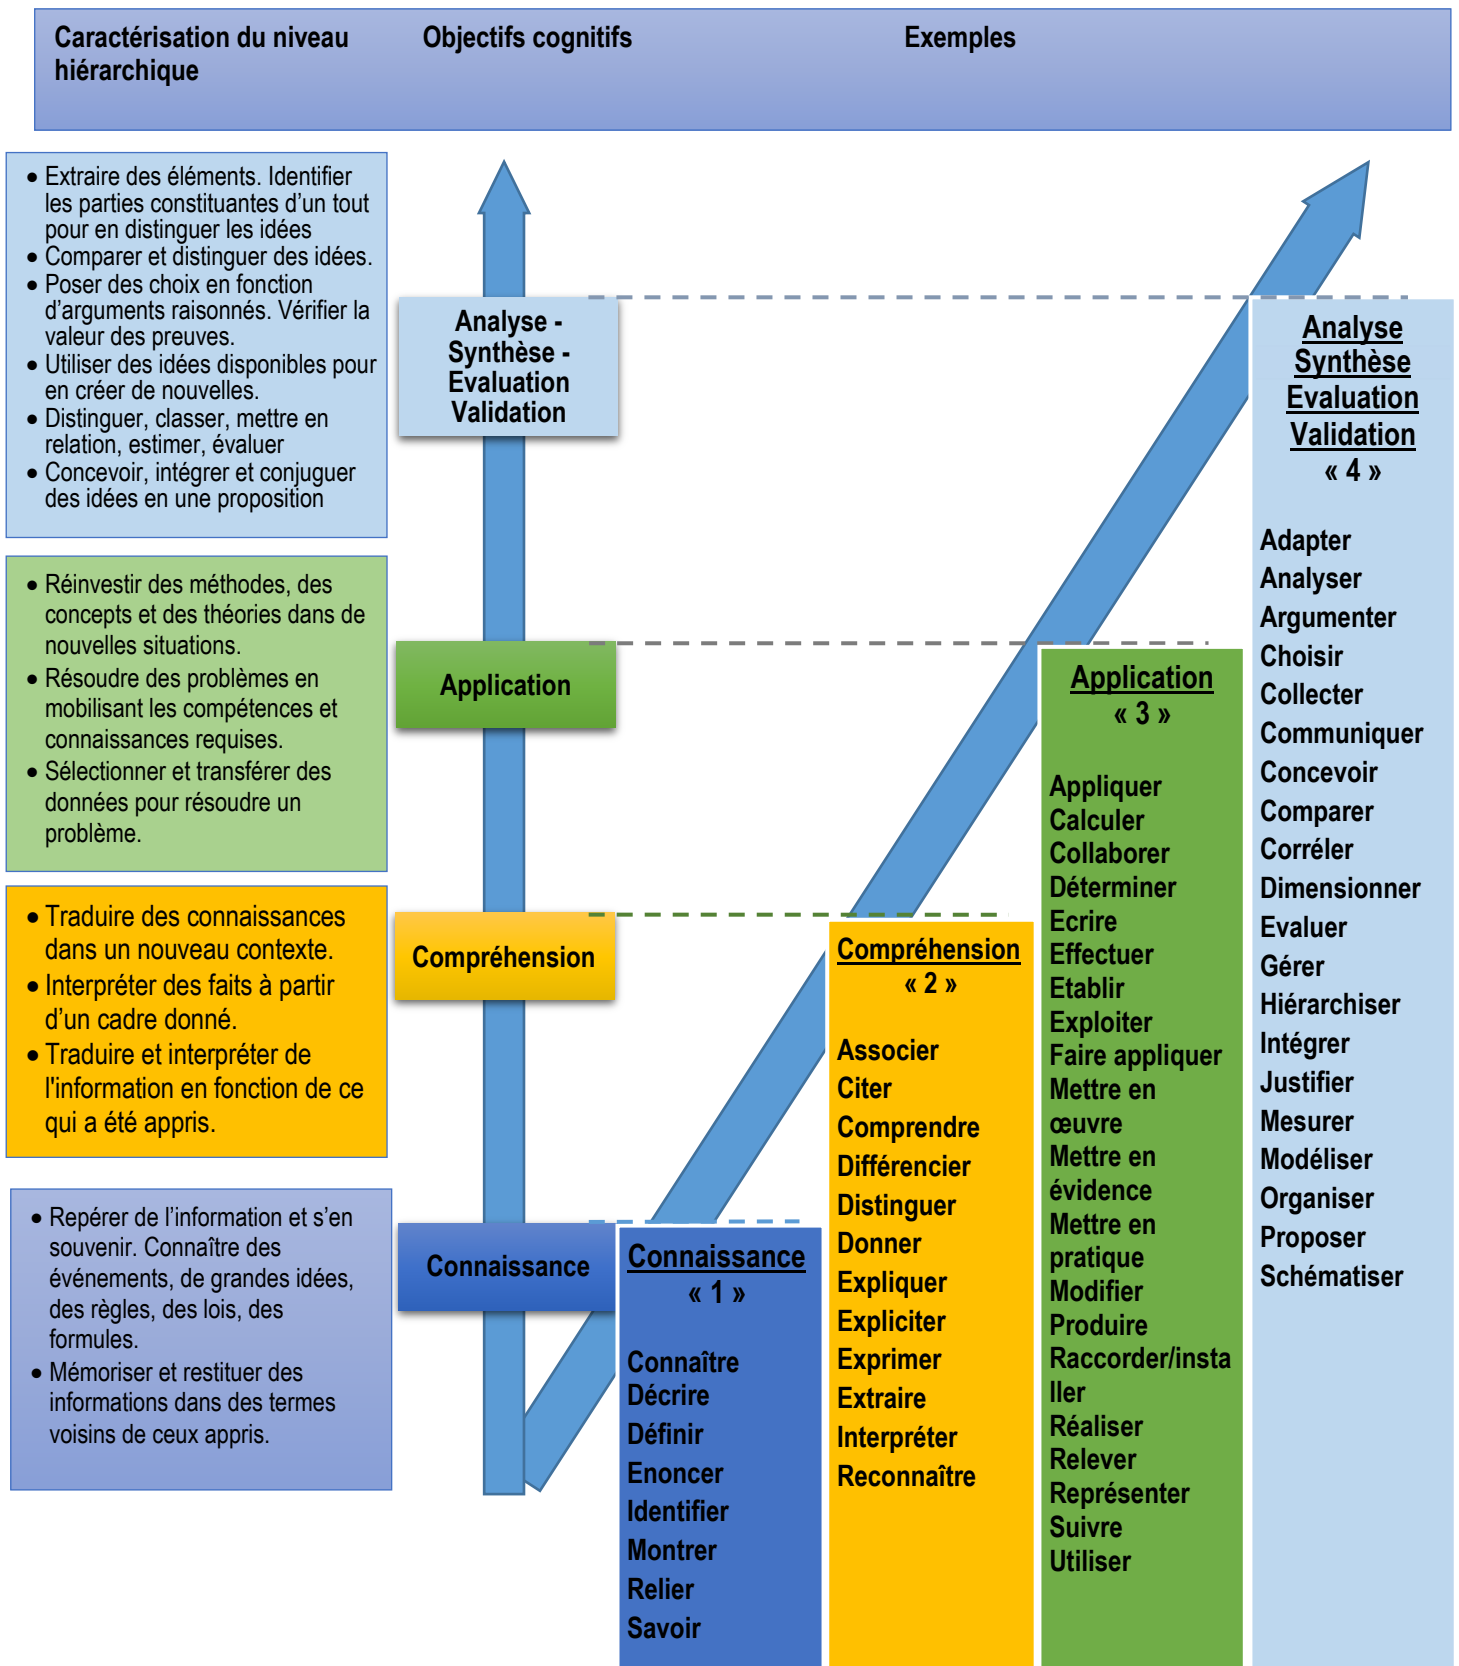 Caractérisation du niveau
hiérarchique
Objectifs cognitifs
Exemples
• Extraire des éléments. Identifier
les parties constituantes d’un tout
pour en distinguer les idées
• Comparer et distinguer des idées.
• Poser des choix en fonction
d’arguments raisonnés. Vérifier la
valeur des preuves.
• Utiliser des idées disponibles pour
en créer de nouvelles.
• Distinguer, classer, mettre en
relation, estimer, évaluer
• Concevoir, intégrer et conjuguer
des idées en une proposition
• Réinvestir des méthodes, des
concepts et des théories dans de
nouvelles situations.
• Résoudre des problèmes en
mobilisant les compétences et
connaissances requises.
• Sélectionner et transférer des
données pour résoudre un
problème.
• Traduire des connaissances
dans un nouveau contexte.
• Interpréter des faits à partir
d’un cadre donné.
• Traduire et interpréter de
l'information en fonction de ce
qui a été appris.
• Repérer de l’information et s’en
souvenir. Connaître des
événements, de grandes idées,
des règles, des lois, des
formules.
• Mémoriser et restituer des
informations dans des termes
voisins de ceux appris.
Analyse -
Synthèse -
Evaluation
Validation
Application
Compréhension
Connaissance
Connaissance
« 1 »
Connaître
Décrire
Définir
Enoncer
Identifier
Montrer
Relier
Savoir
Compréhension
« 2 »
Associer
Citer
Comprendre
Différencier
Distinguer
Donner
Expliquer
Expliciter
Exprimer
Extraire
Interpréter
Reconnaître
Application
« 3 »
Appliquer
Calculer
Collaborer
Déterminer
Ecrire
Effectuer
Etablir
Exploiter
Faire appliquer
Mettre en
œuvre
Mettre en
évidence
Mettre en
pratique
Modifier
Produire
Raccorder/insta
ller
Réaliser
Relever
Représenter
Suivre
Utiliser
Analyse
Synthèse
Evaluation
Validation
« 4 »
Adapter
Analyser
Argumenter
Choisir
Collecter
Communiquer
Concevoir
Comparer
Corréler
Dimensionner
Evaluer
Gérer
Hiérarchiser
Intégrer
Justifier
Mesurer
Modéliser
Organiser
Proposer
Schématiser